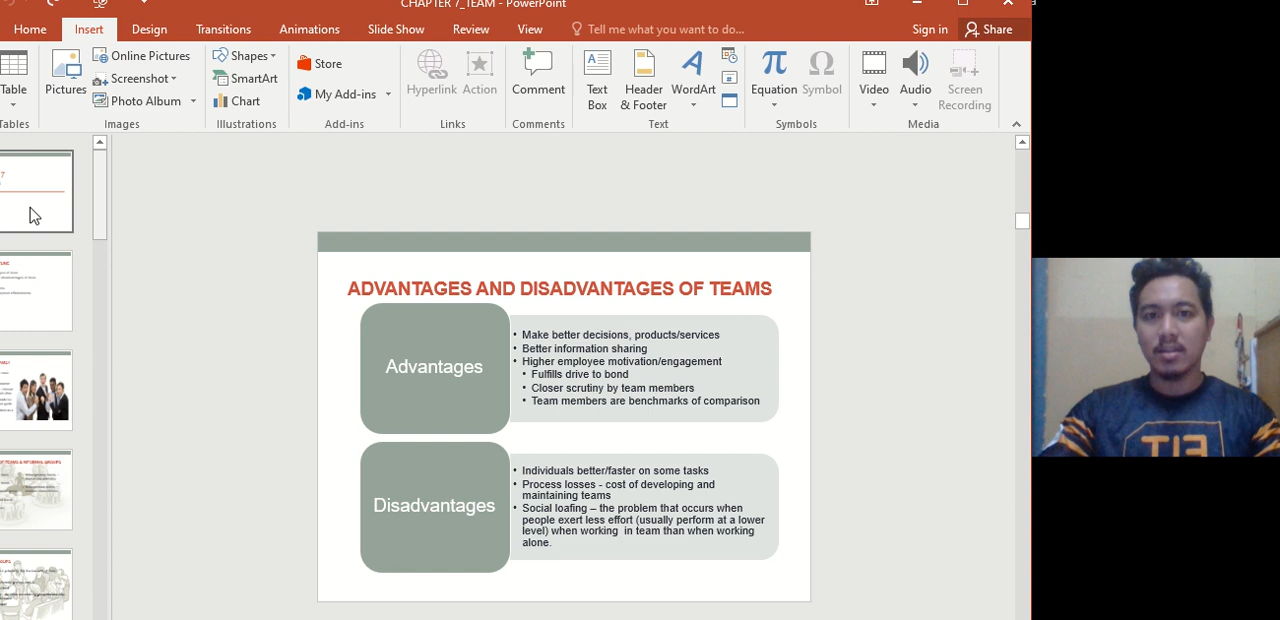 CHAPTER 7_TEAM - PowerPoint
Home Insert Design Transitions Animations Slide Show Review View Tell me what you want to do... Sign in Share
Table
Pictures
Online Pictures
Screenshot
Photo Album
Shapes
SmartArt
Chart
Store
My Add-ins
Hyperlink
Action
Comment
Text
Box
Header
& Footer
WordArt
Equation
Symbol
Video
Audio
Screen
Recording
Tables Images Illustrations Add-ins Links Comments Text Symbols Media
7
ADVANTAGES AND DISADVANTAGES OF TEAMS
Advantages
• Make better decisions, products/services
• Better information sharing
• Higher employee motivation/engagement
• Fulfills drive to bond
• Closer scrutiny by team members
• Team members are benchmarks of comparison
Disadvantages
• Individuals better/faster on some tasks
• Process losses - cost of developing and
maintaining teams
• Social loafing – the problem that occurs when
people exert less effort (usually perform at a lower
level) when working in team than when working
alone.